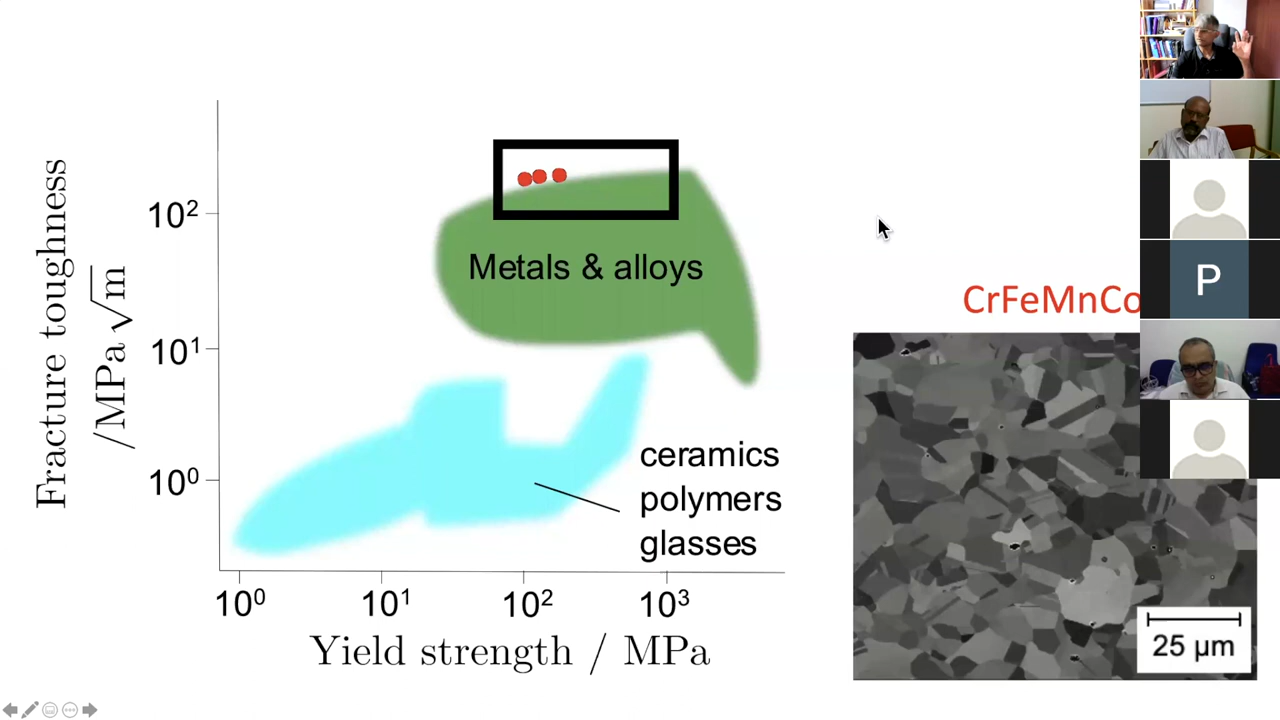 Fracture toughness
/MPa √m
10²
10¹
10⁰
Metals & alloys
ceramics
polymers
glasses
10⁰ 10¹ 10² 10³
Yield strength / MPa
CrFeMnCo
25 µm
P